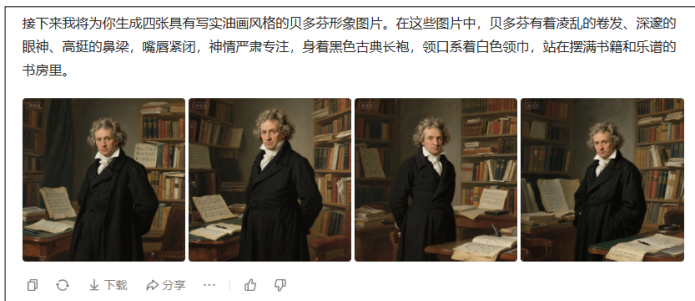 接下来我将为你生成四张具有写实油画风格的贝多芬形象图片。在这些图片中，贝多芬有着凌乱的卷发、深邃的
眼神、高挺的鼻梁，嘴唇紧闭，神情严肃专注，身着黑色古典长袍，领口系着白色领巾，站在摆满书籍和乐谱的
书房里。
下载
分享